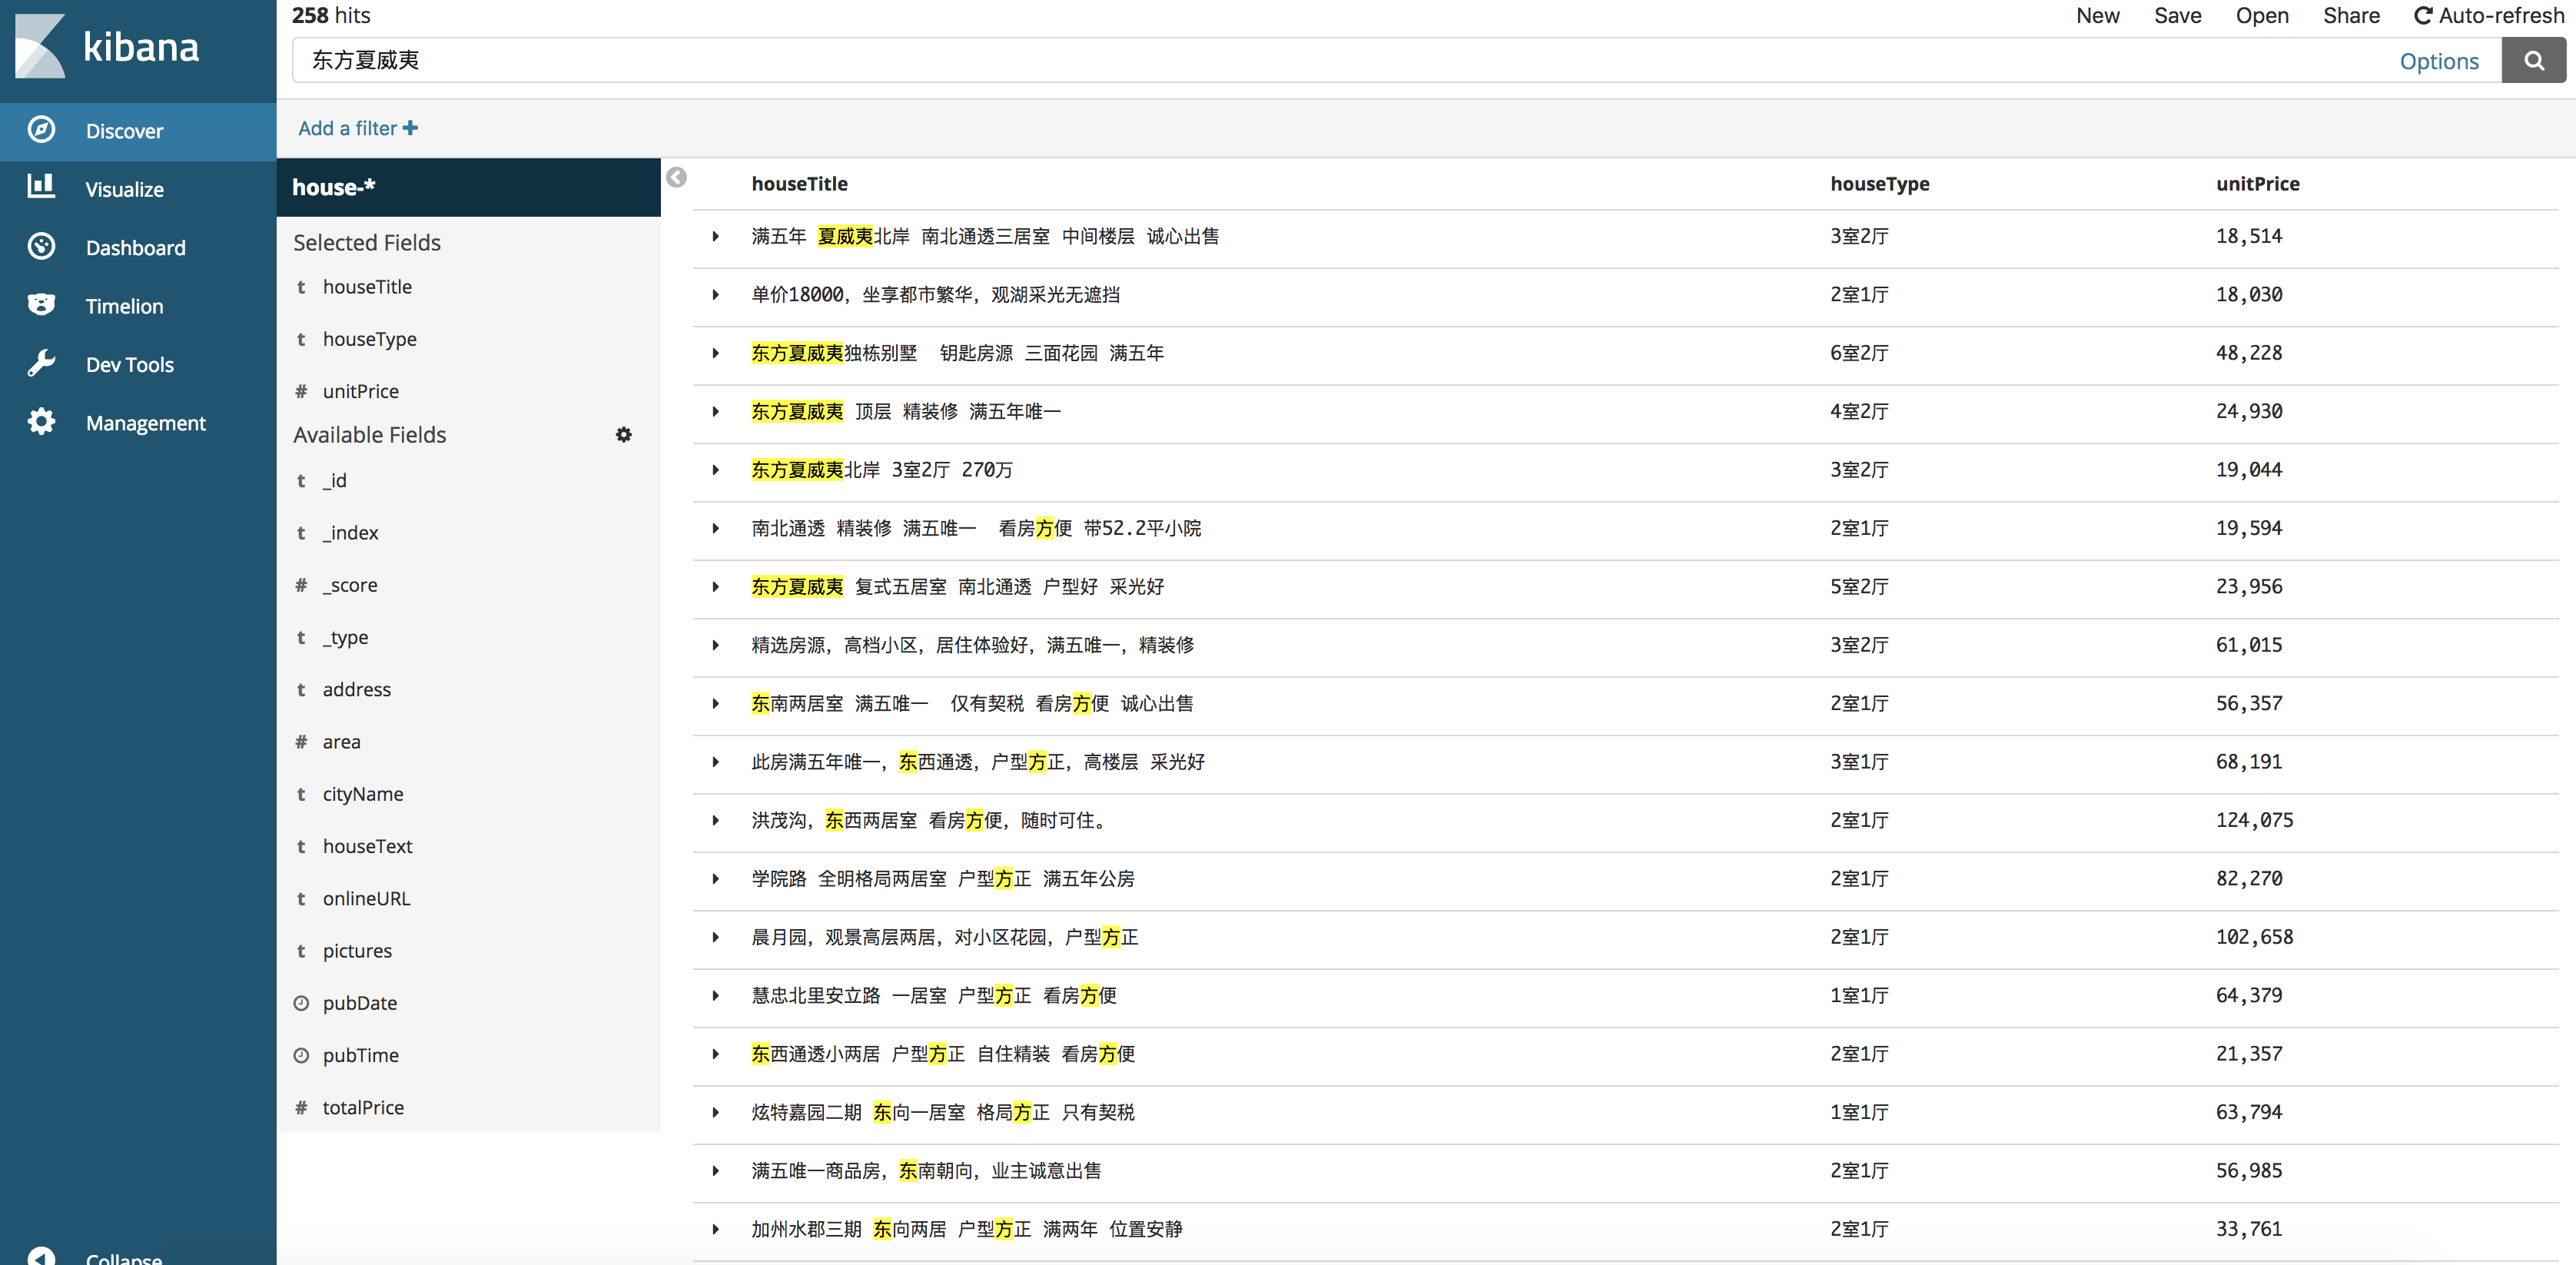 kibana
Discover
Visualize
Dashboard
Timelion
Dev Tools
Management
Collapse
258 hits
New Save Open Share Auto-refresh
东方夏威夷 Options
Add a filter
house-*
Selected Fields
t houseTitle
t houseType
# unitPrice
Available Fields
t _id
t _index
# _score
t _type
t address
# area
t cityName
t houseText
t onlineURL
t pictures
pubDate
pubTime
# totalPrice
houseTitle houseType unitPrice
满五年 夏威夷北岸 南北通透三居室 中间楼层 诚心出售 3室2厅 18,514
单价18000，坐享都市繁华，观湖采光无遮挡 2室1厅 18,030
东方夏威夷独栋别墅 钥匙房源 三面花园 满五年 6室2厅 48,228
东方夏威夷 顶层 精装修 满五年唯一 4室2厅 24,930
东方夏威夷北岸 3室2厅 270万 3室2厅 19,044
南北通透 精装修 满五唯一 看房方便 带52.2平小院 2室1厅 19,594
东方夏威夷 复式五居室 南北通透 户型好 采光好 5室2厅 23,956
精选房源，高档小区，居住体验好，满五唯一，精装修 3室2厅 61,015
东南两居室 满五唯一 仅有契税 看房方便 诚心出售 2室1厅 56,357
此房满五年唯一，东西通透，户型方正，高楼层 采光好 3室1厅 68,191
洪茂沟，东西两居室 看房方便，随时可住。 2室1厅 124,075
学院路 全明格局两居室 户型方正 满五年公房 2室1厅 82,270
晨月园，观景高层两居，对小区花园，户型方正 2室1厅 102,658
慧忠北里安立路 一居室 户型方正 看房方便 1室1厅 64,379
东西通透小两居 户型方正 自住精装 看房方便 2室1厅 21,357
炫特嘉园二期 东向一居室 格局方正 只有契税 1室1厅 63,794
满五唯一商品房，东南朝向，业主诚意出售 2室1厅 56,985
加州水郡三期 东向两居 户型方正 满两年 位置安静 2室1厅 33,761